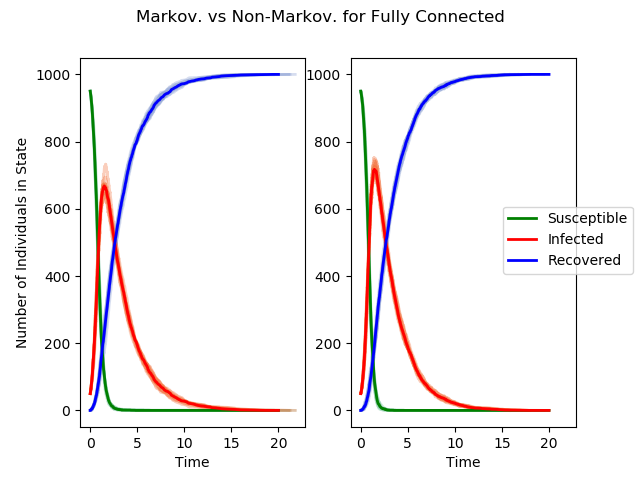 Markov. vs Non-Markov. for Fully Connected
Number of Individuals in State
1000
800
600
400
200
0
0 5 10 15 20
Time
1000
800
600
400
200
0
0 5 10 15 20
Time
Susceptible
Infected
Recovered